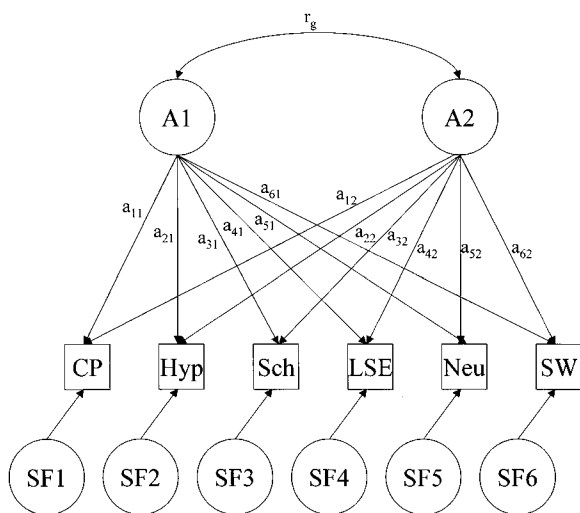 r_g
A1 A2
a_11 a_21 a_31 a_41 a_51 a_61 a_12 a_22 a_32 a_42 a_52 a_62
CP Hyp Sch LSE Neu SW
SF1 SF2 SF3 SF4 SF5 SF6